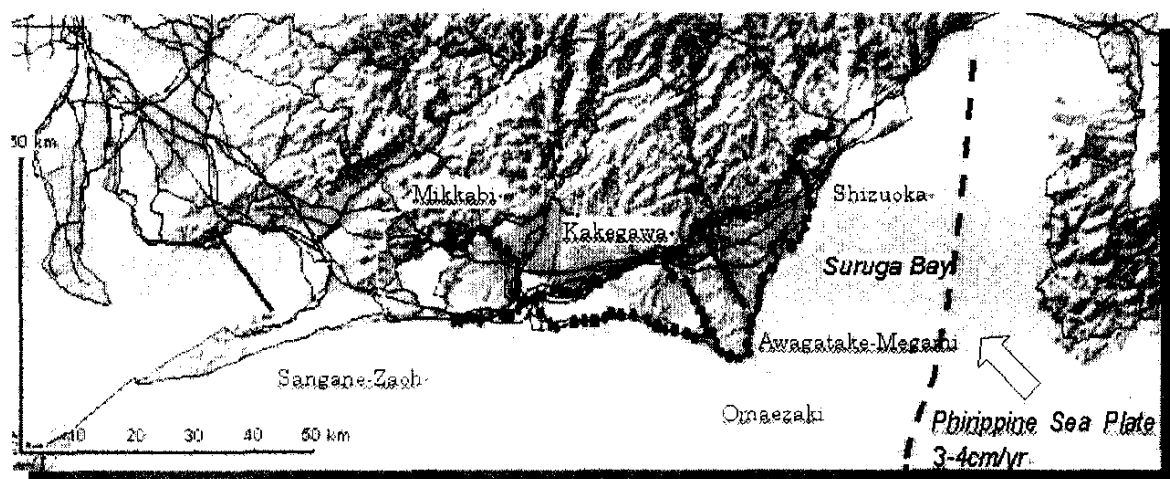 50 km
Mikkabi
Kakegawa
Shizuoka
Suruga Bay
Awagatake-Megami
Sangane-Zaoh
Omaezaki
10 20 30 40 50 km
Phirippine Sea Plate
3-4cm/yr